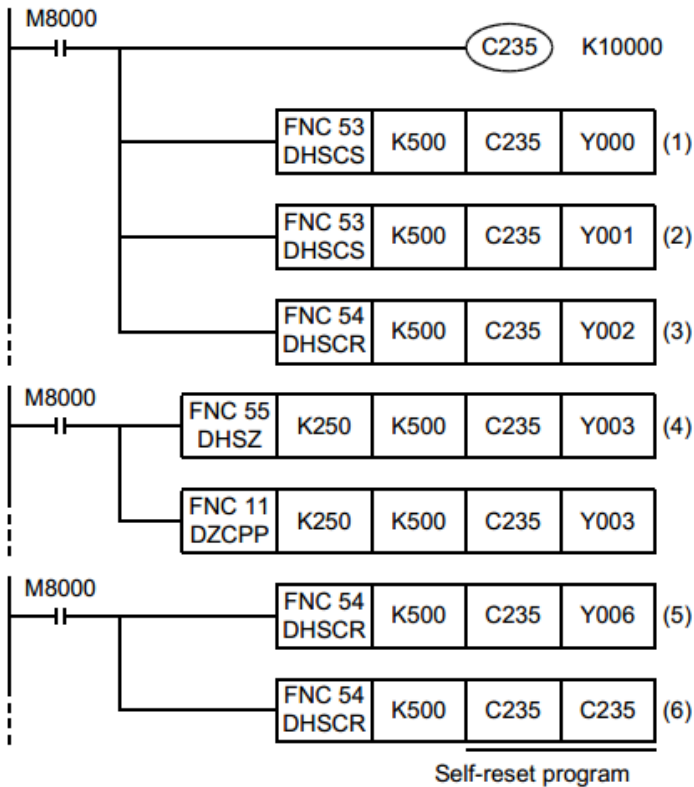 M8000
C235 K10000
FNC 53 DHSCS K500 C235 Y000 (1)
FNC 53 DHSCS K500 C235 Y001 (2)
FNC 54 DHSCR K500 C235 Y002 (3)
M8000
FNC 55 DHSZ K250 K500 C235 Y003 (4)
FNC 11 DZCPP K250 K500 C235 Y003
M8000
FNC 54 DHSCR K500 C235 Y006 (5)
FNC 54 DHSCR K500 C235 C235 (6)
Self-reset program